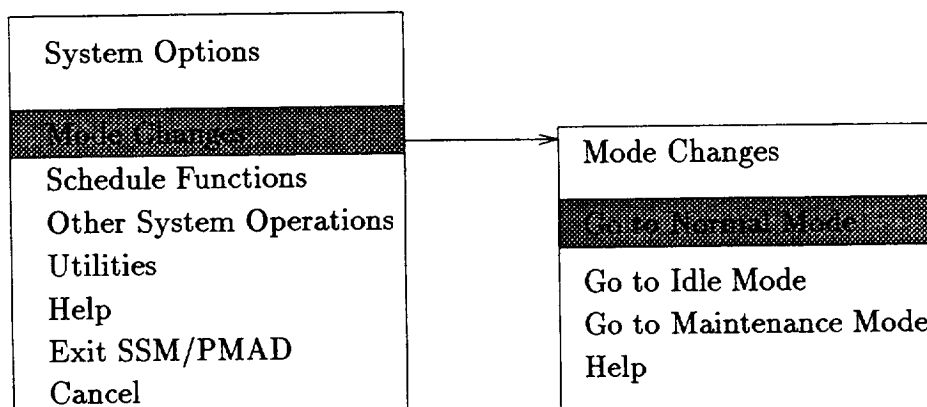 System Options
Mode Changes
Schedule Functions
Other System Operations
Utilities
Help
Exit SSM/PMAD
Cancel
Mode Changes
Go to Normal Mode
Go to Idle Mode
Go to Maintenance Mode
Help